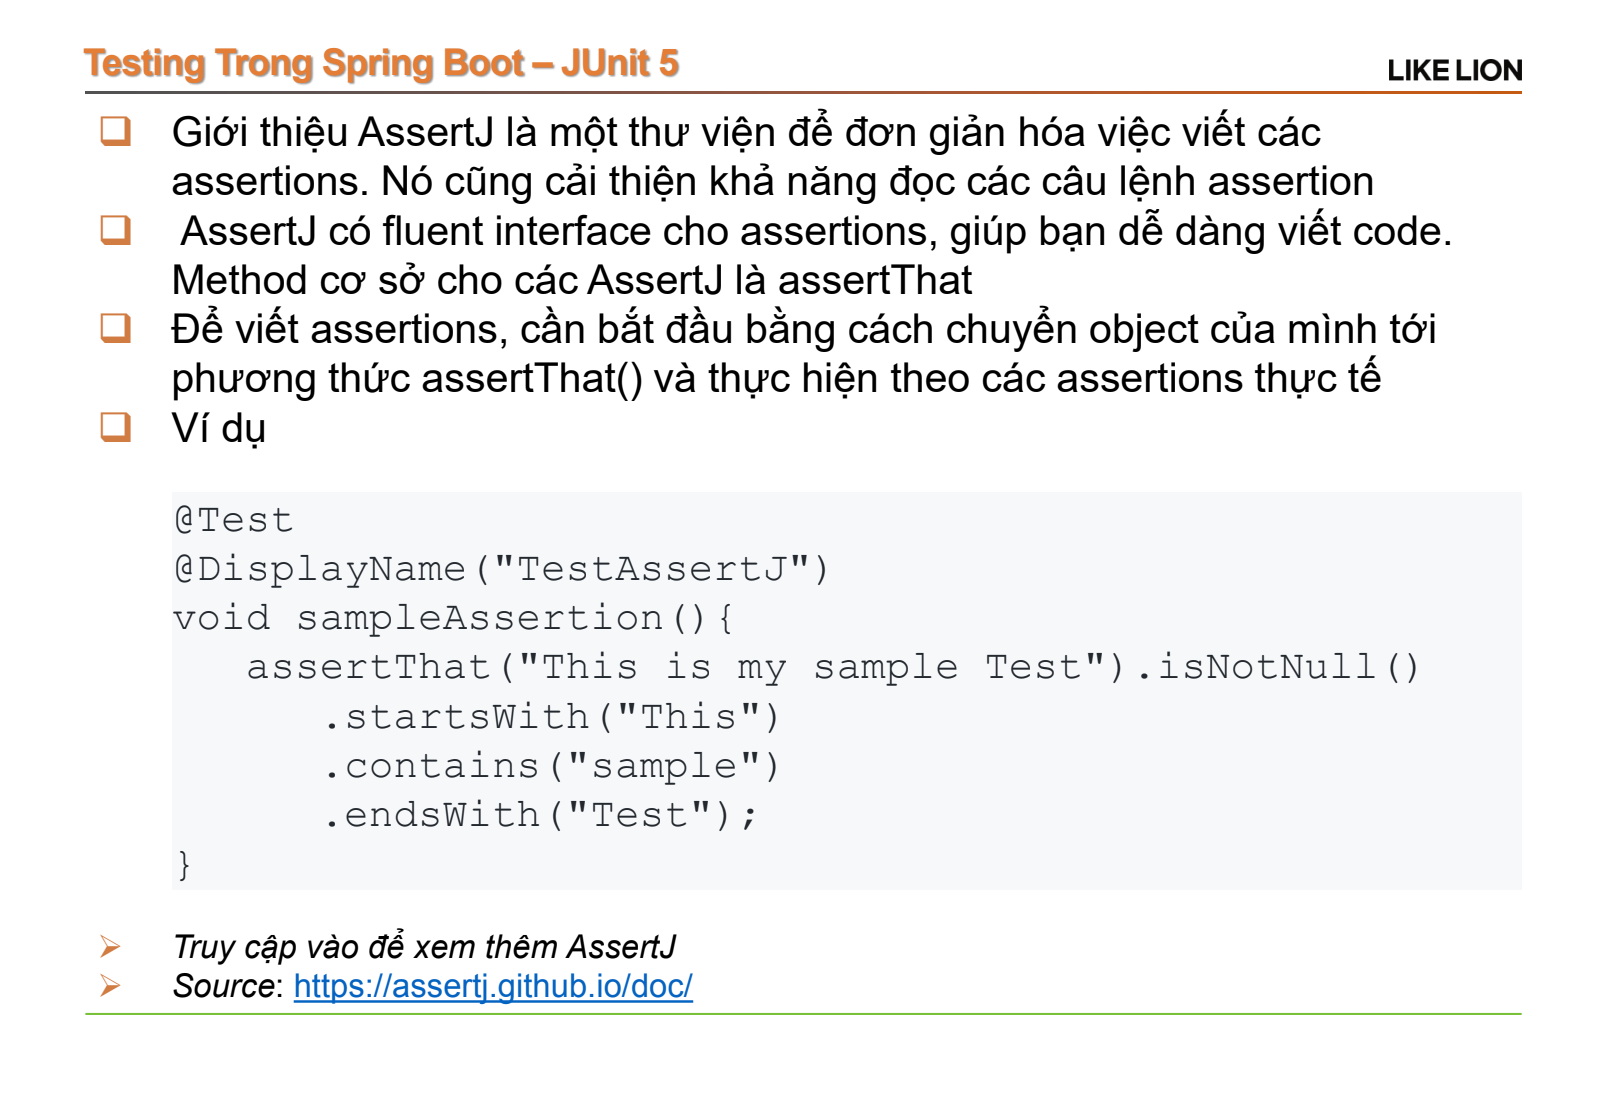 Testing Trong Spring Boot – JUnit 5
LIKE LION
Giới thiệu AssertJ là một thư viện để đơn giản hóa việc viết các
assertions. Nó cũng cải thiện khả năng đọc các câu lệnh assertion
AssertJ có fluent interface cho assertions, giúp bạn dễ dàng viết code.
Method cơ sở cho các AssertJ là assertThat
Để viết assertions, cần bắt đầu bằng cách chuyển object của mình tới
phương thức assertThat() và thực hiện theo các assertions thực tế
Ví dụ
@Test
@DisplayName("TestAssertJ")
void sampleAssertion(){
    assertThat("This is my sample Test").isNotNull()
        .startsWith("This")
        .contains("sample")
        .endsWith("Test");
}
Truy cập vào để xem thêm AssertJ
Source: https://assertj.github.io/doc/